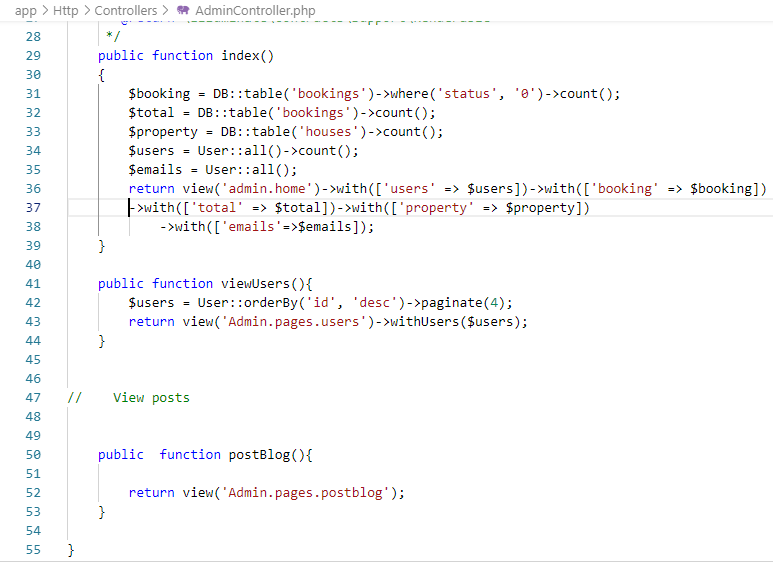 app > Http > Controllers > AdminController.php
28 */
29 public function index()
30 {
31 $booking = DB::table('bookings')->where('status', '0')->count();
32 $total = DB::table('bookings')->count();
33 $property = DB::table('houses')->count();
34 $users = User::all()->count();
35 $emails = User::all();
36 return view('admin.home')->with(['users' => $users])->with(['booking' => $booking])
37 ->with(['total' => $total])->with(['property' => $property])
38 ->with(['emails'=>$emails]);
39 }
40
41 public function viewUsers(){
42 $users = User::orderBy('id', 'desc')->paginate(4);
43 return view('Admin.pages.users')->withUsers($users);
44 }
45
46
47 // View posts
48
49
50 public  function postBlog(){
51
52 return view('Admin.pages.postblog');
53 }
54
55 }